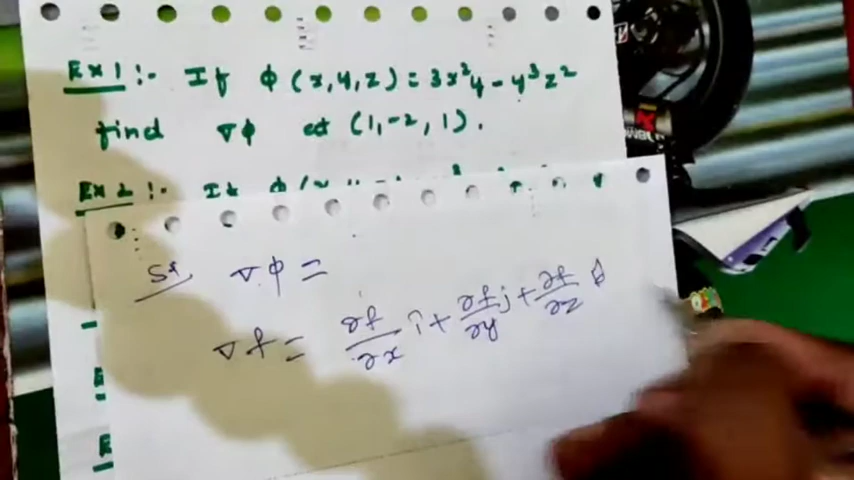 Ex 1 :- If φ(x,y,z) = 3x²y - y³z²
find ∇φ at (1,-2,1).
Ex 2 :- If φ(x
Sol ∇φ =
∇f = ∂f/∂x i + ∂f/∂y j + ∂f/∂z